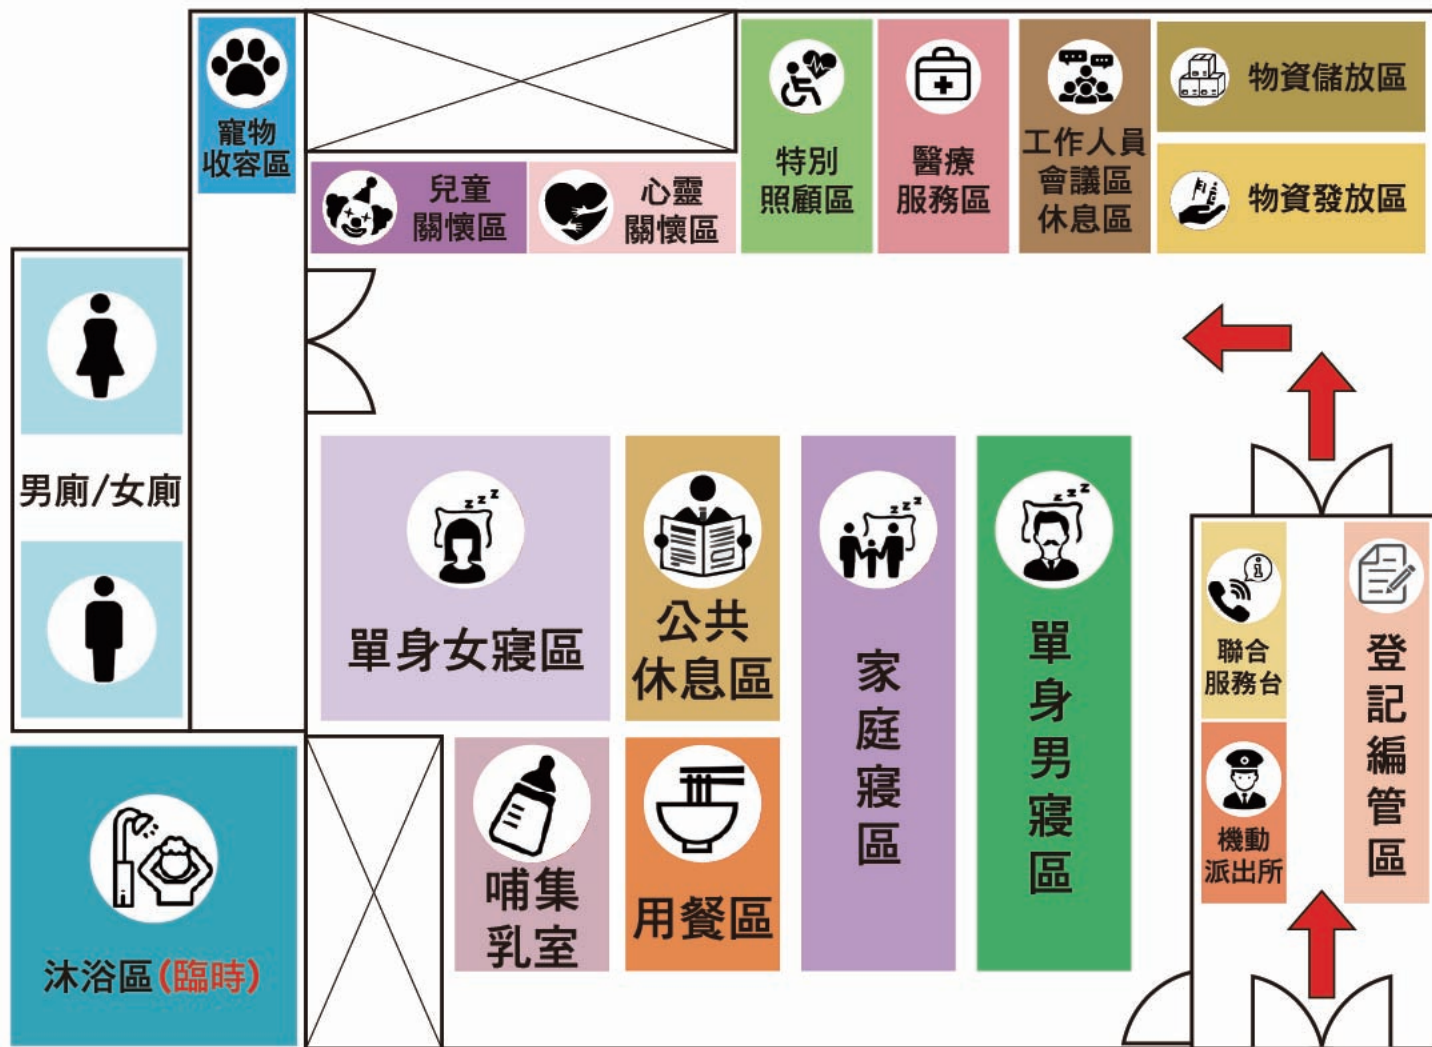 寵物
收容區
兒童
關懷區
心靈
關懷區
特別
照顧區
醫療
服務區
工作人員
會議區
休息區
物資儲放區
物資發放區
男廁/女廁
單身女寢區
公共
休息區
家庭寢區
單身男寢區
聯合
服務台
登記編管區
機動
派出所
哺集
乳室
用餐區
沐浴區(臨時)